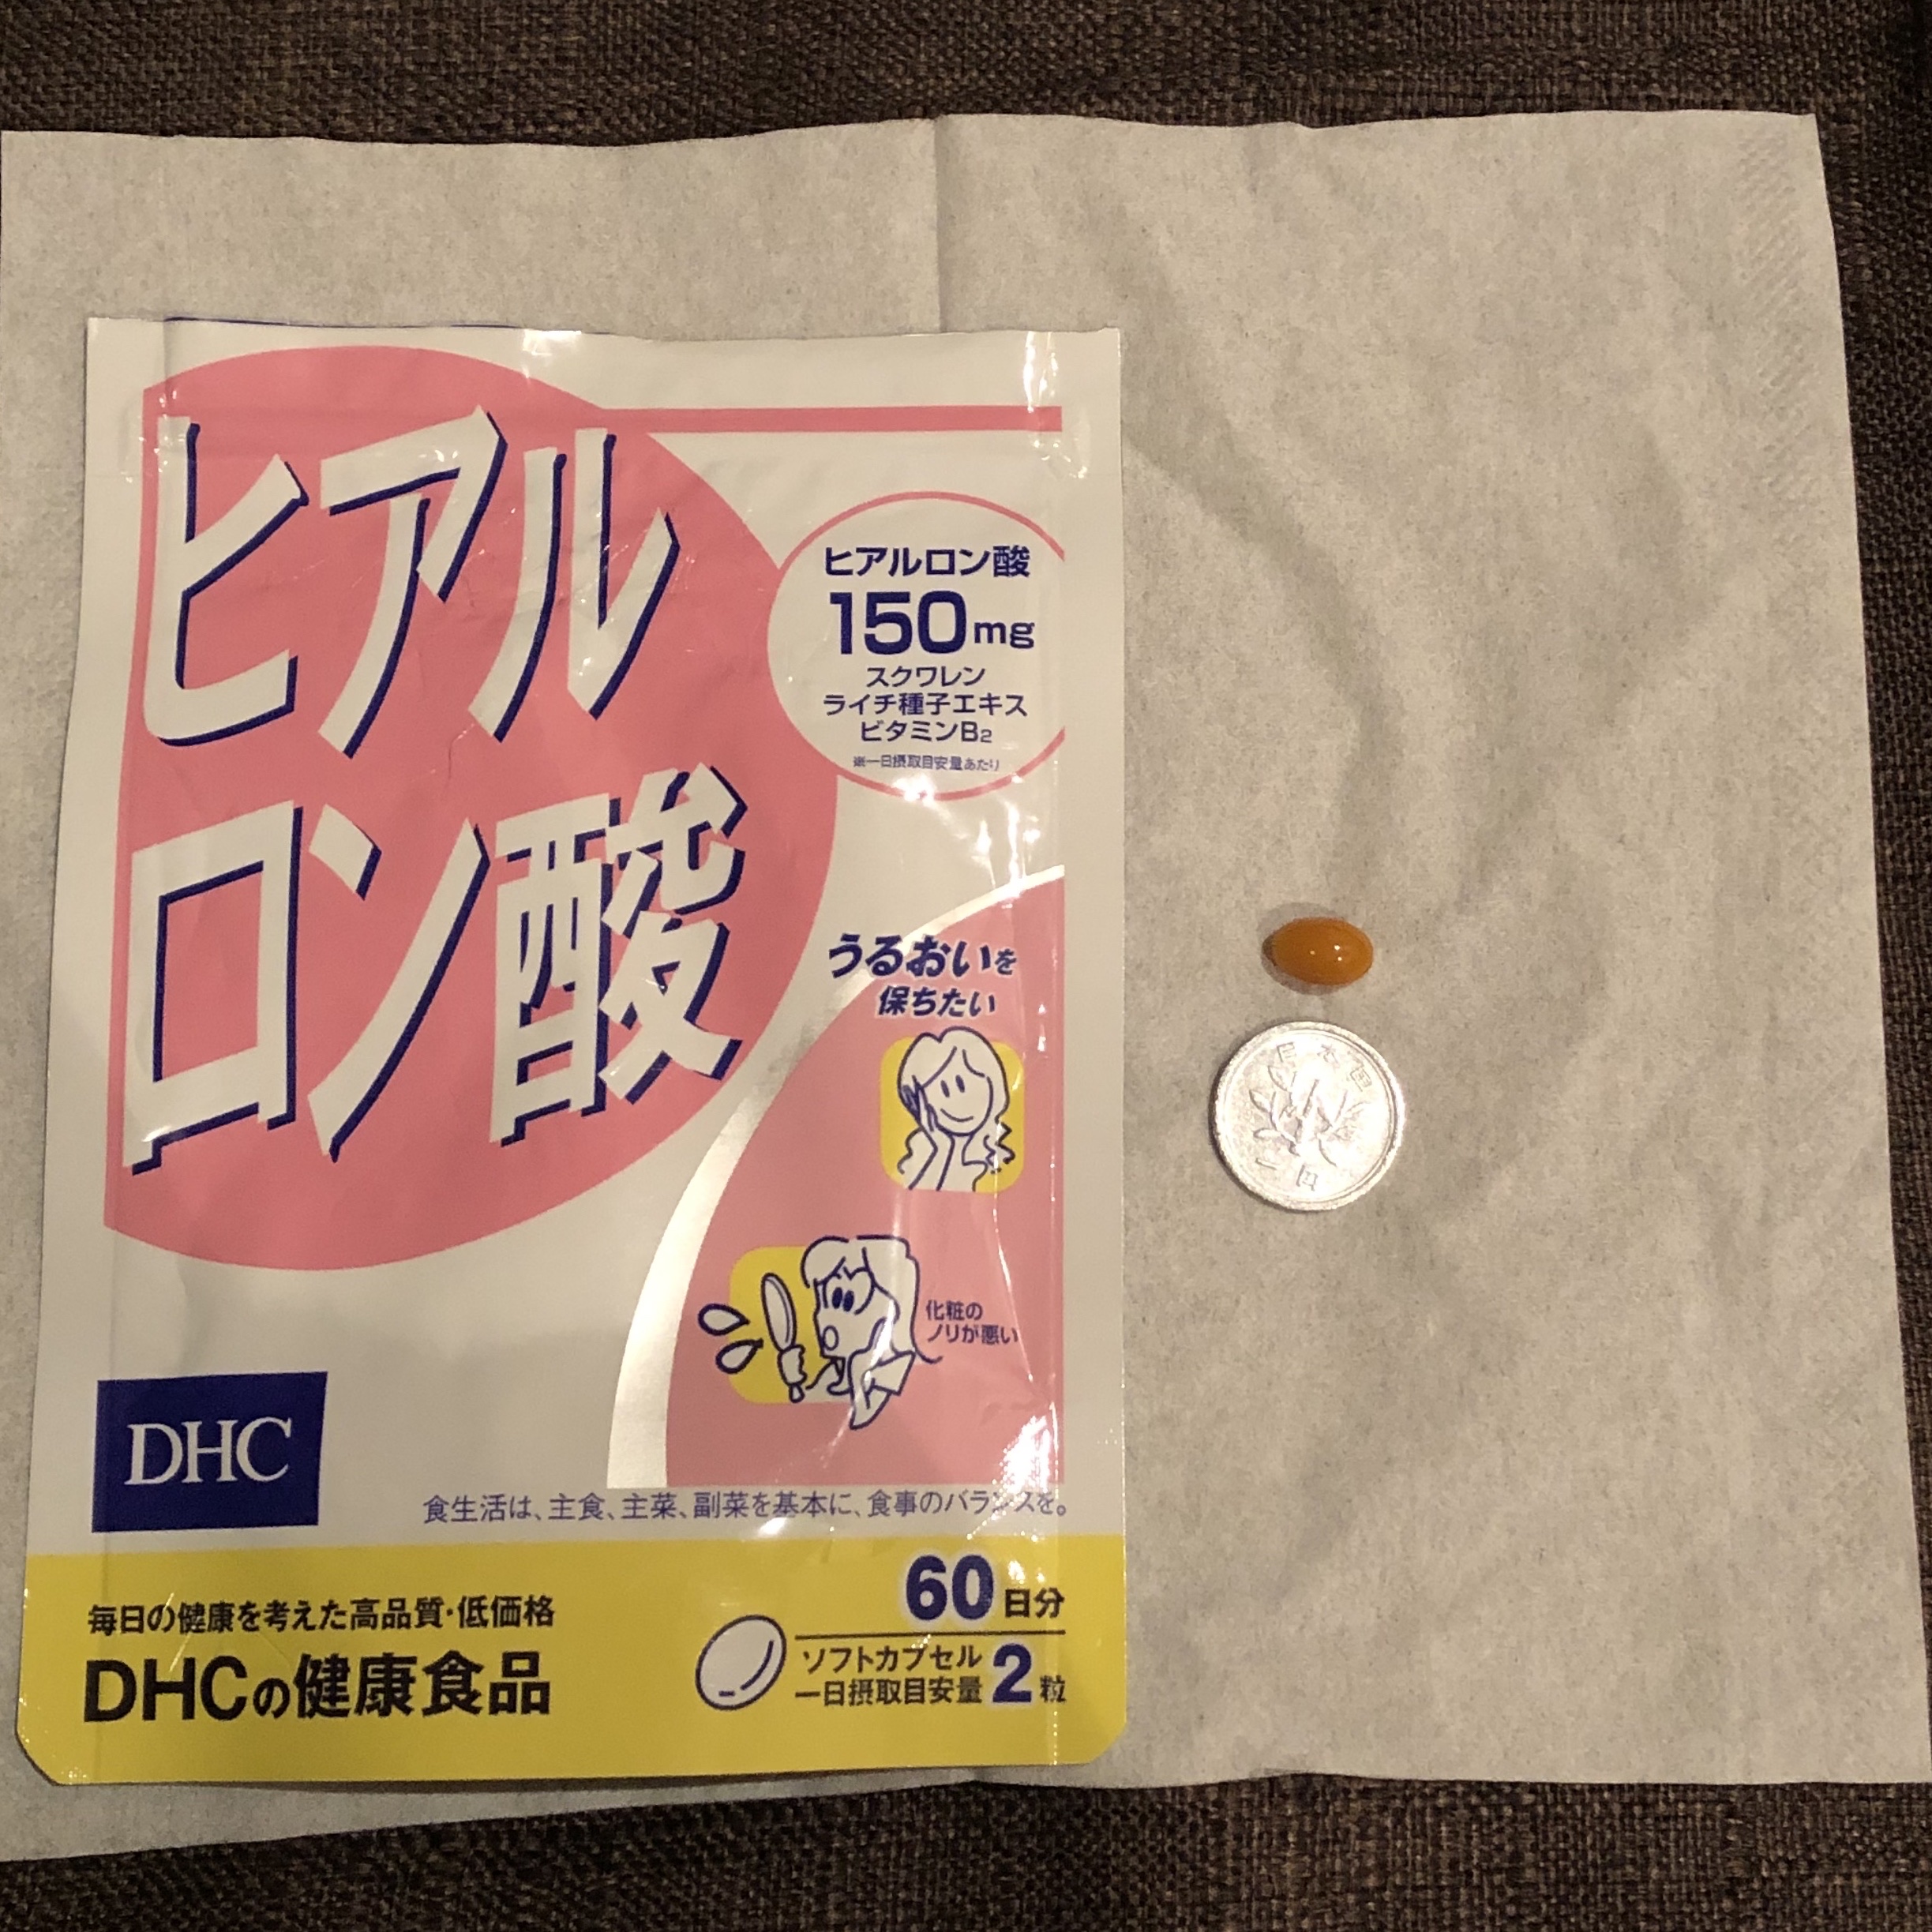 ヒアル
ロン酸
ヒアルロン酸
150mg
スクワレン
ライチ種子エキス
ビタミンB2
※一日摂取目安量あたり
うるおいを
保ちたい
化粧の
ノリが悪い
DHC
食生活は、主食、主菜、副菜を基本に、食事のバランスを。
毎日の健康を考えた高品質・低価格
DHCの健康食品
60日分
ソフトカプセル
一日摂取目安量2粒
日本国
一円